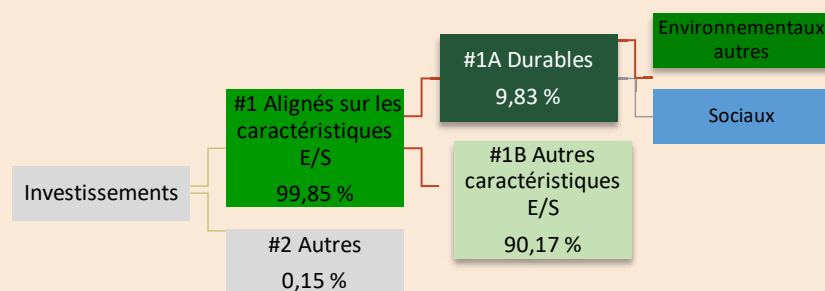 Investissements
#1 Alignés sur les
caractéristiques
E/S
99,85 %
#2 Autres
0,15 %
#1A Durables
9,83 %
#1B Autres
caractéristiques
E/S
90,17 %
Environnementaux
autres
Sociaux